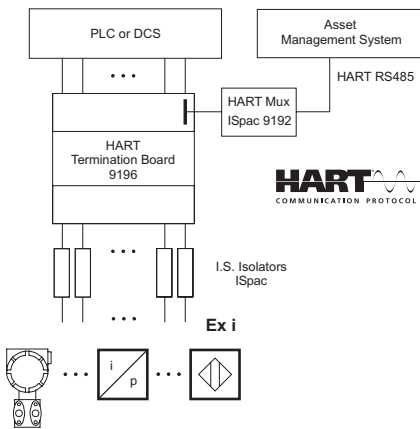 PLC or DCS
Asset
Management System
HART RS485
HART Mux
ISpac 9192
HART
Termination Board
9196
HART
COMMUNICATION PROTOCOL
I.S. Isolators
ISpac
Ex i
i
p